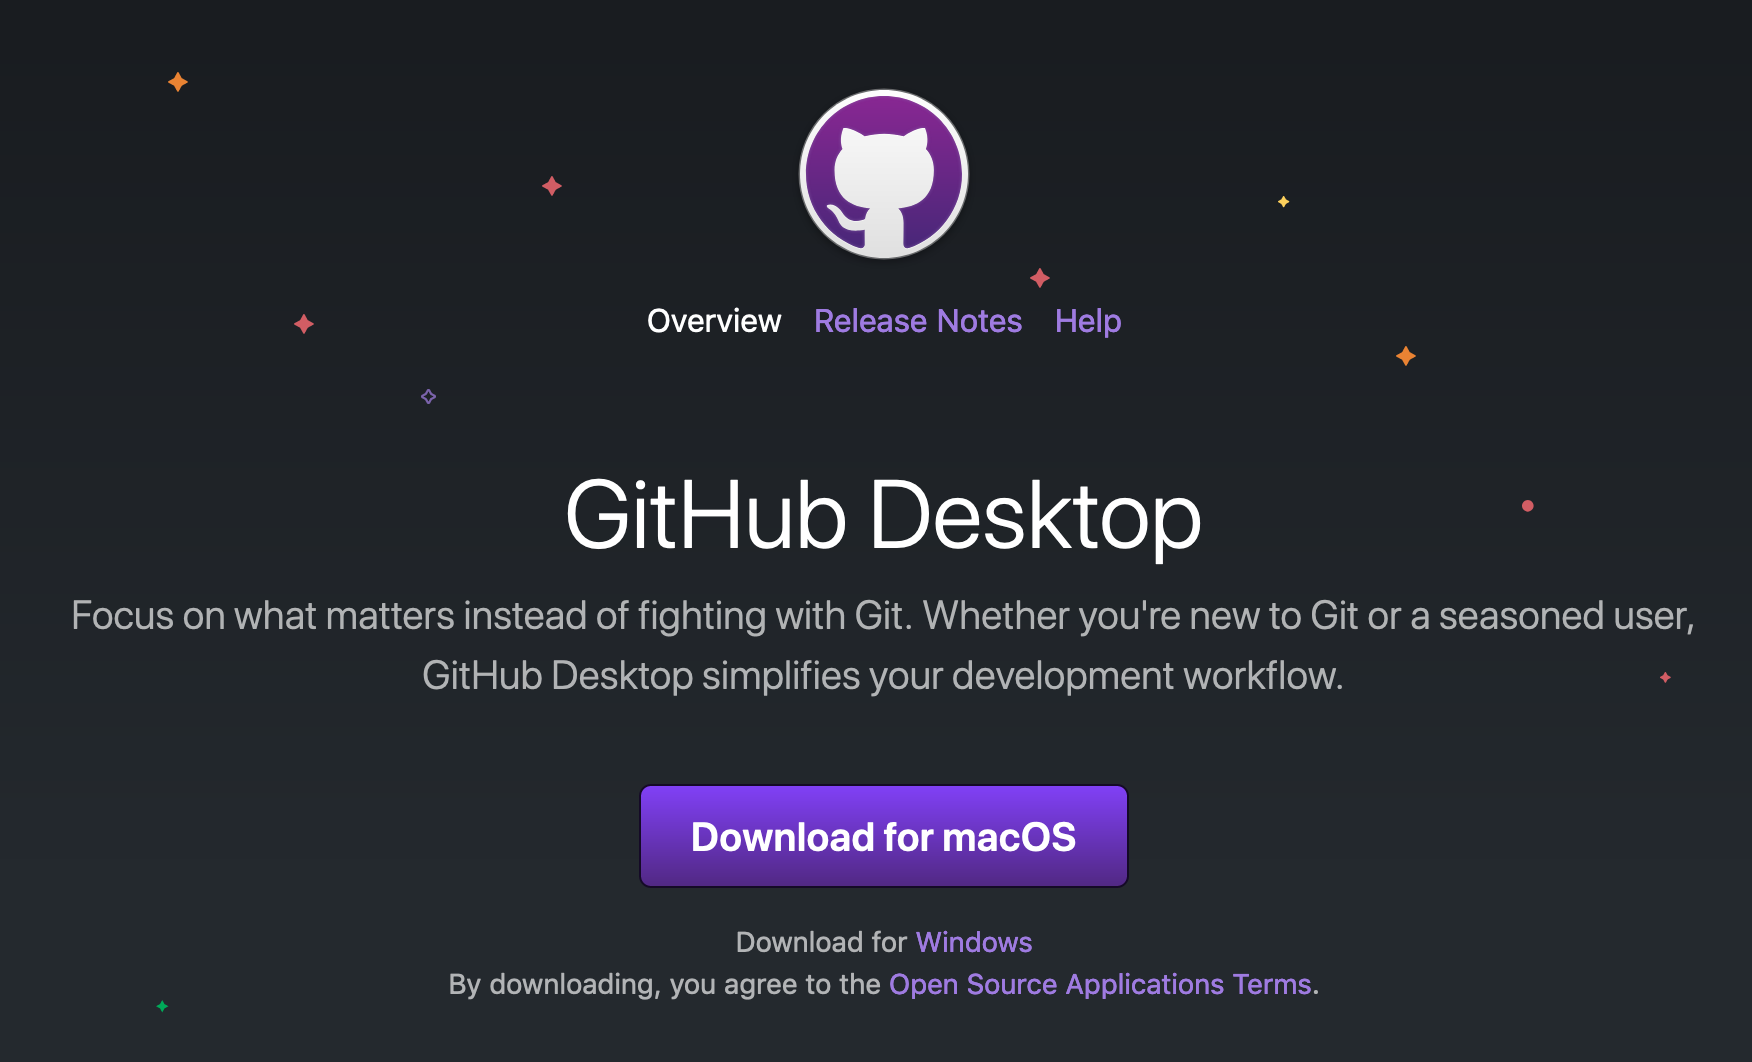 Overview Release Notes Help
GitHub Desktop
Focus on what matters instead of fighting with Git. Whether you're new to Git or a seasoned user,
GitHub Desktop simplifies your development workflow.
Download for macOS
Download for Windows
By downloading, you agree to the Open Source Applications Terms.